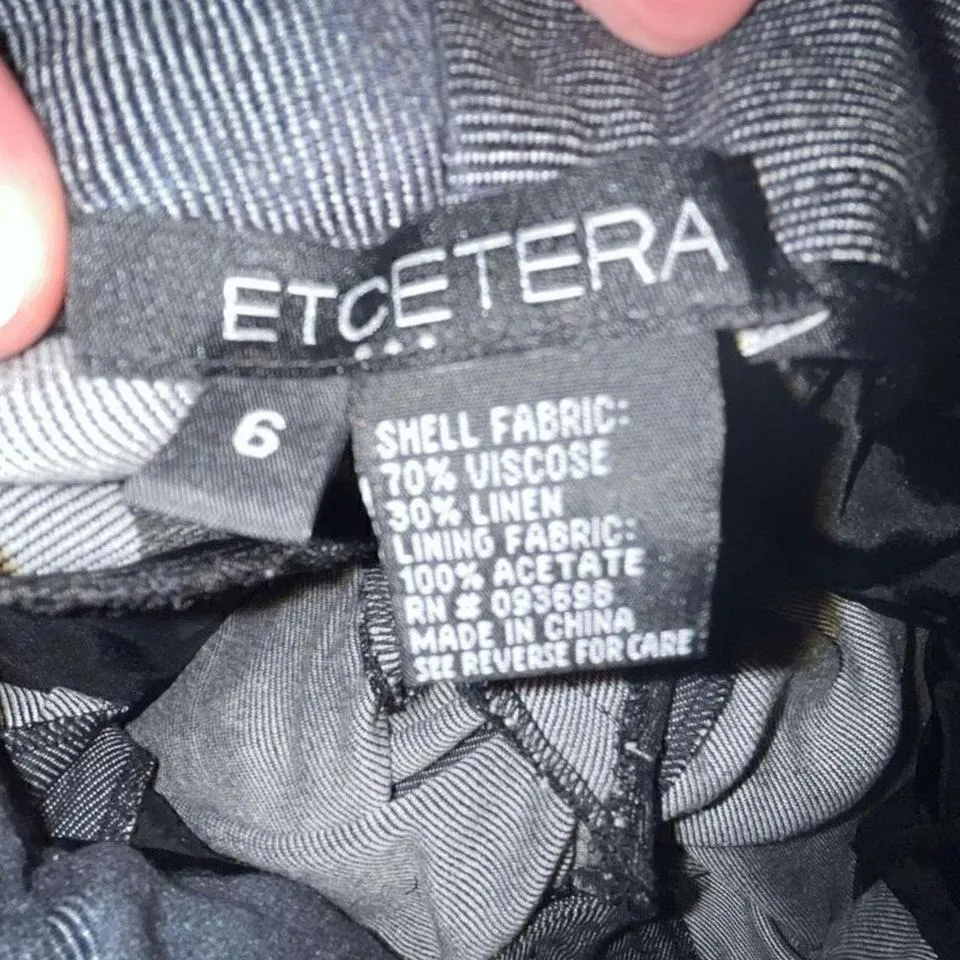 ETCETERA
6
SHELL FABRIC:
70% VISCOSE
30% LINEN
LINING FABRIC:
100% ACETATE
RN # 093698
MADE IN CHINA
SEE REVERSE FOR CARE